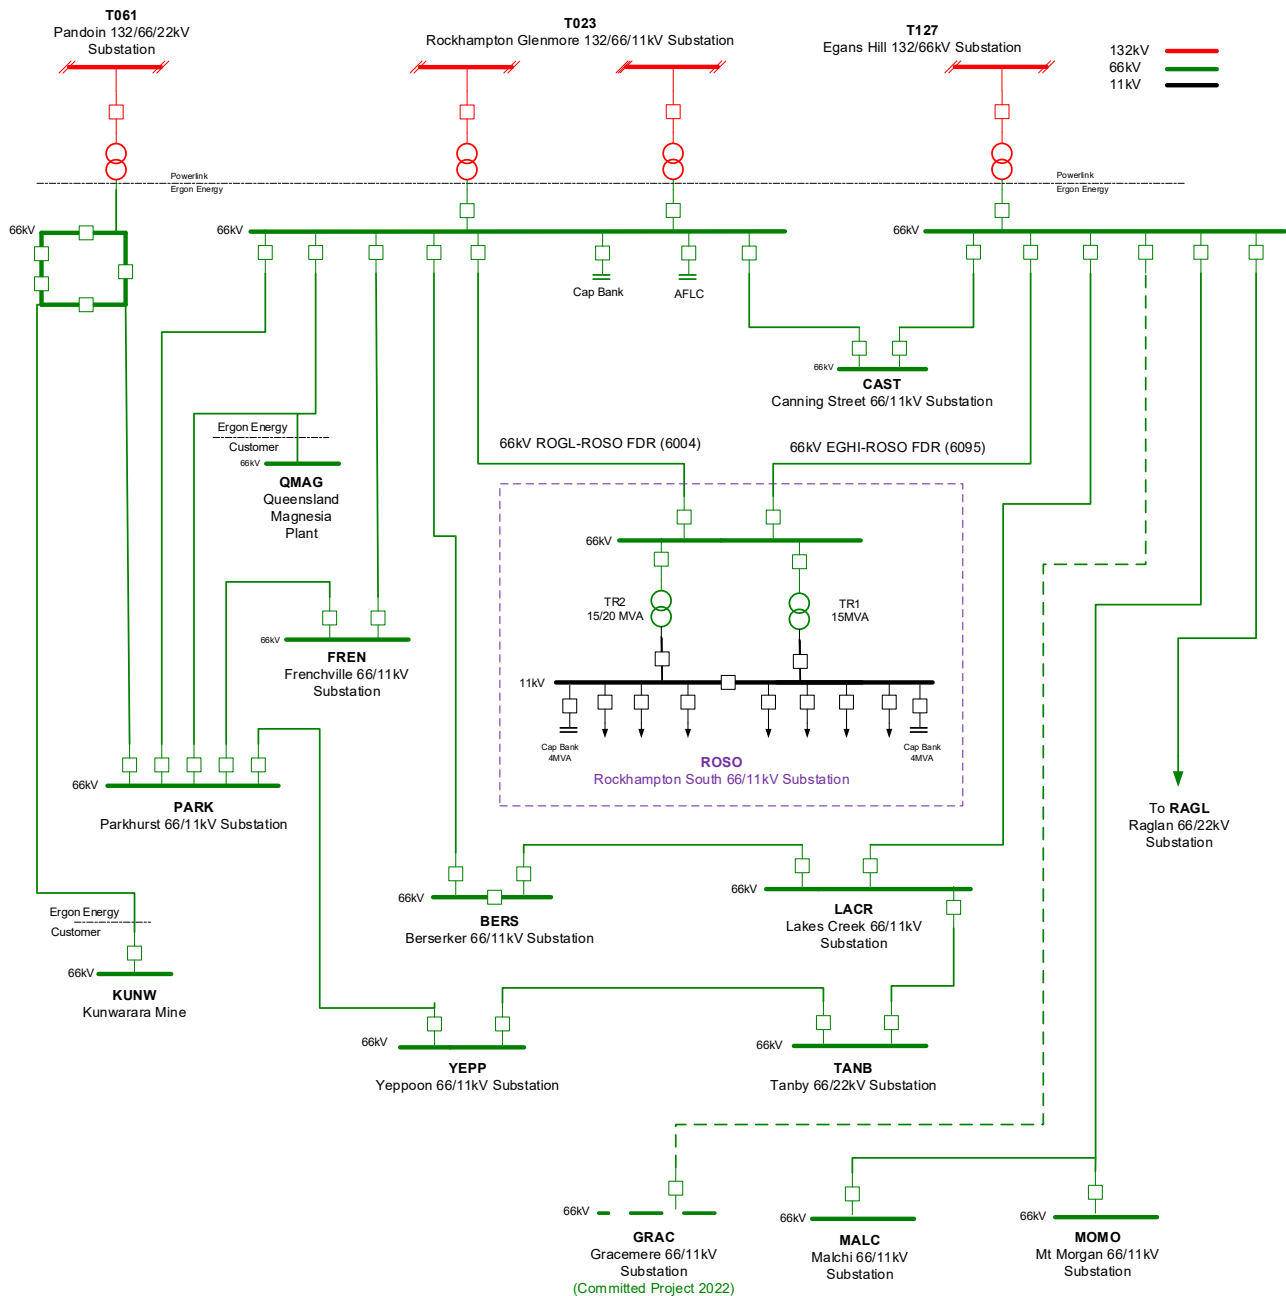 T061
Pandoin 132/66/22kV
Substation
T023
Rockhampton Glenmore 132/66/11kV Substation
T127
Egans Hill 132/66kV Substation
132kV
66kV
11kV
Powerlink
Ergon Energy
Powerlink
Ergon Energy
66kV
66kV
66kV
Cap Bank
AFLC
66kV
CAST
Canning Street 66/11kV Substation
Ergon Energy
Customer
66kV
QMAG
Queensland
Magnesia
Plant
66kV ROGL-ROSO FDR (6004)
66kV EGHI-ROSO FDR (6095)
66kV
TR2
15/20 MVA
TR1
15MVA
66kV
FREN
Frenchville 66/11kV
Substation
11kV
Cap Bank
4MVA
Cap Bank
4MVA
ROSO
Rockhampton South 66/11kV Substation
66kV
PARK
Parkhurst 66/11kV Substation
To RAGL
Raglan 66/22kV
Substation
66kV
BERS
Berserker 66/11kV Substation
66kV
LACR
Lakes Creek 66/11kV
Substation
Ergon Energy
Customer
66kV
KUNW
Kunwarara Mine
66kV
YEPP
Yeppoon 66/11kV Substation
66kV
TANB
Tanby 66/22kV Substation
66kV
GRAC
Gracemere 66/11kV
Substation
(Committed Project 2022)
66kV
MALC
Malchi 66/11kV
Substation
66kV
MOMO
Mt Morgan 66/11kV
Substation